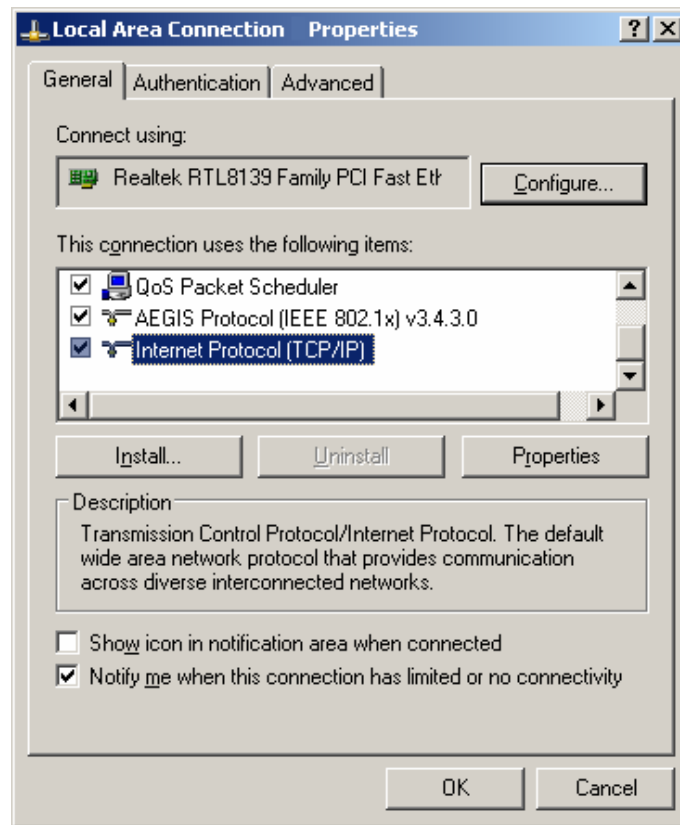 Local Area Connection Properties
General Authentication Advanced
Connect using:
Realtek RTL8139 Family PCI Fast Eth
Configure...
This connection uses the following items:
QoS Packet Scheduler
AEGIS Protocol (IEEE 802.1x) v3.4.3.0
Internet Protocol (TCP/IP)
Install... Uninstall Properties
Description
Transmission Control Protocol/Internet Protocol. The default
wide area network protocol that provides communication
across diverse interconnected networks.
Show icon in notification area when connected
Notify me when this connection has limited or no connectivity
OK Cancel